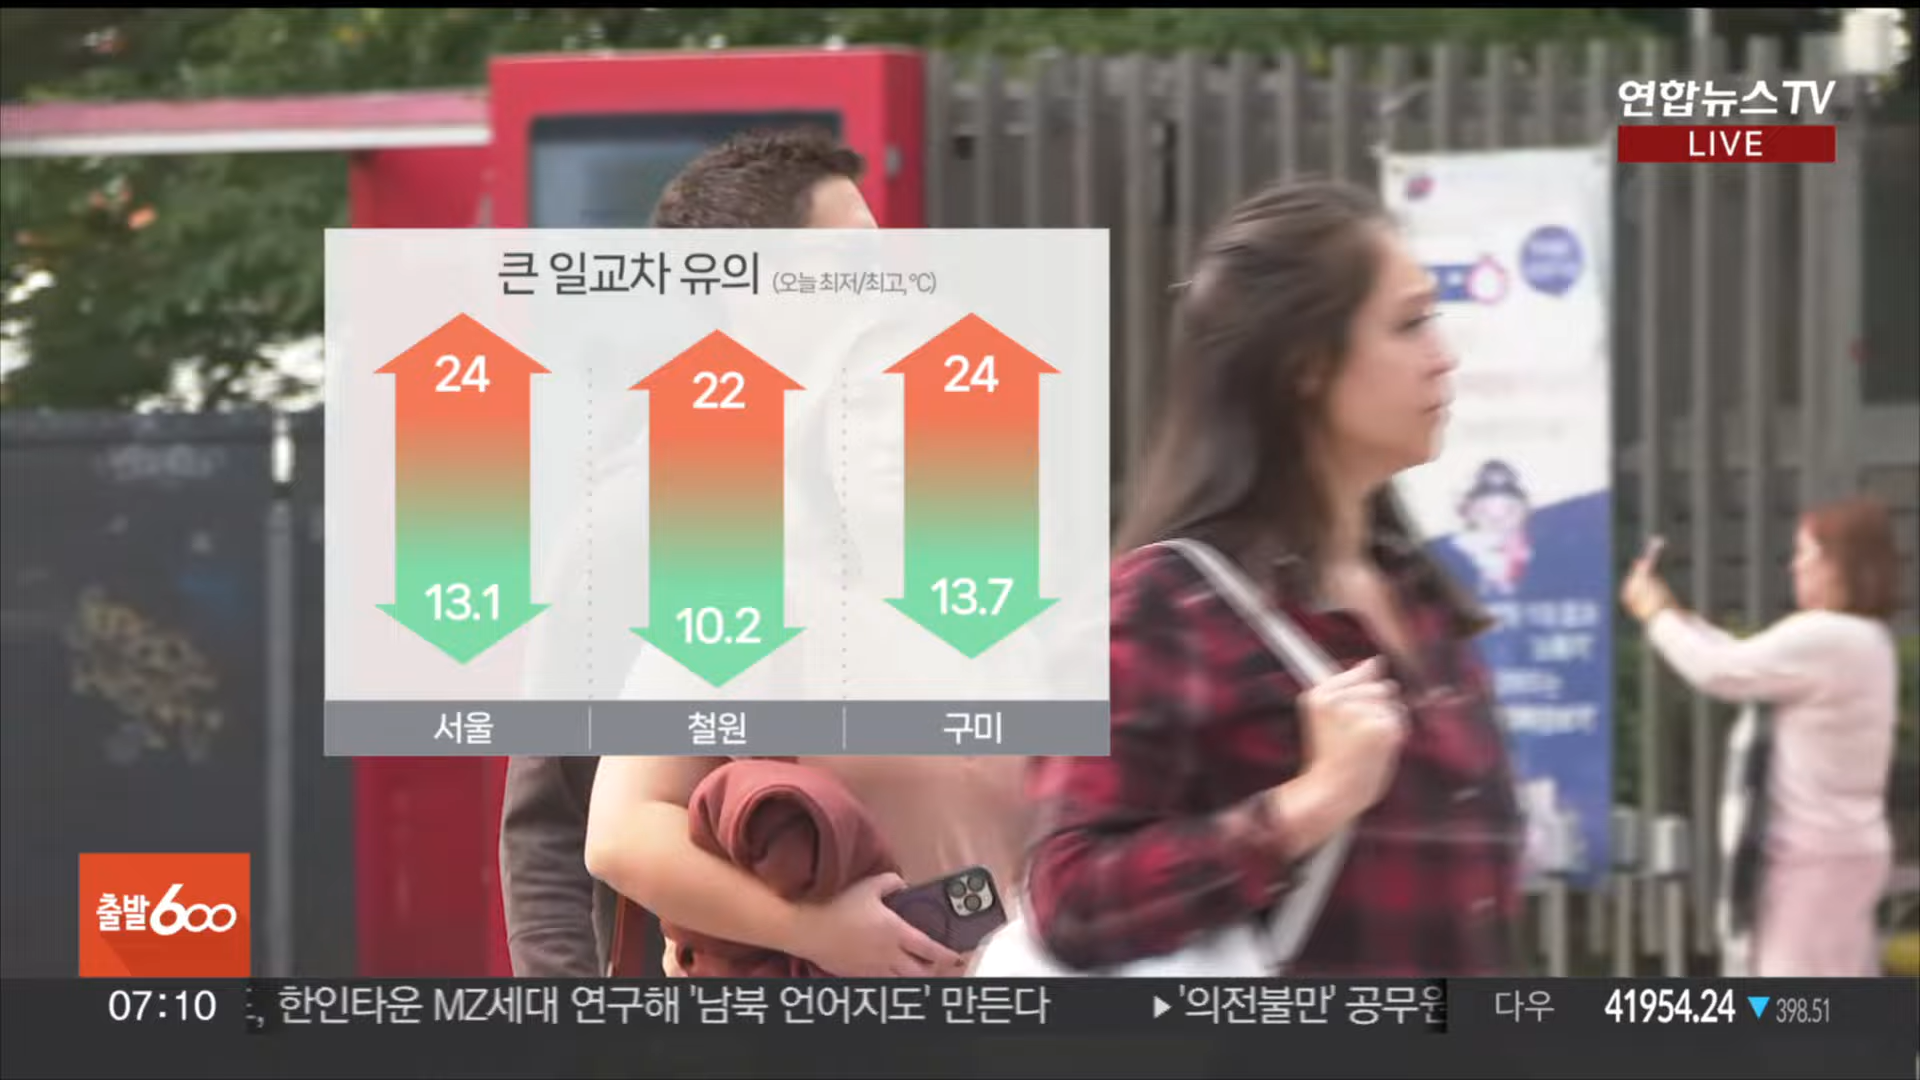 연합뉴스TV
LIVE
큰 일교차 유의 (오늘 최저/최고, ℃)
24 22 24
13.1 10.2 13.7
서울 철원 구미
출발600
07:10 한인타운 MZ세대 연구해 '남북 언어지도' 만든다 ▶'의전불만' 공무원 다우 41954.24 ▼ 398.51